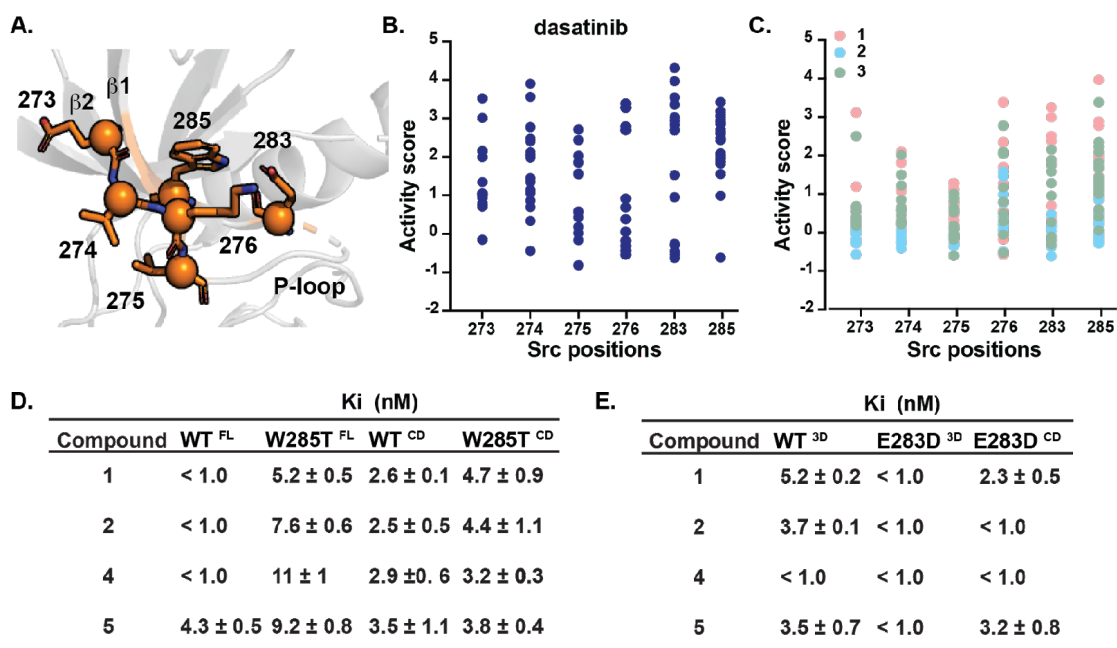 A.
273
β2
β1
285
283
274
276
275
P-loop
B.
dasatinib
Activity score
5
4
3
2
1
0
-1
-2
273 274 275 276 283 285
Src positions
C.
1
2
3
Activity score
5
4
3
2
1
0
-1
-2
273 274 275 276 283 285
Src positions
D.
Ki (nM)
Compound WT FL W285T FL WT CD W285T CD
1 < 1.0 5.2 ± 0.5 2.6 ± 0.1 4.7 ± 0.9
2 < 1.0 7.6 ± 0.6 2.5 ± 0.5 4.4 ± 1.1
4 < 1.0 11 ± 1 2.9 ±0. 6 3.2 ± 0.3
5 4.3 ± 0.5 9.2 ± 0.8 3.5 ± 1.1 3.8 ± 0.4
E.
Ki (nM)
Compound WT 3D E283D 3D E283D CD
1 5.2 ± 0.2 < 1.0 2.3 ± 0.5
2 3.7 ± 0.1 < 1.0 < 1.0
4 < 1.0 < 1.0 < 1.0
5 3.5 ± 0.7 < 1.0 3.2 ± 0.8